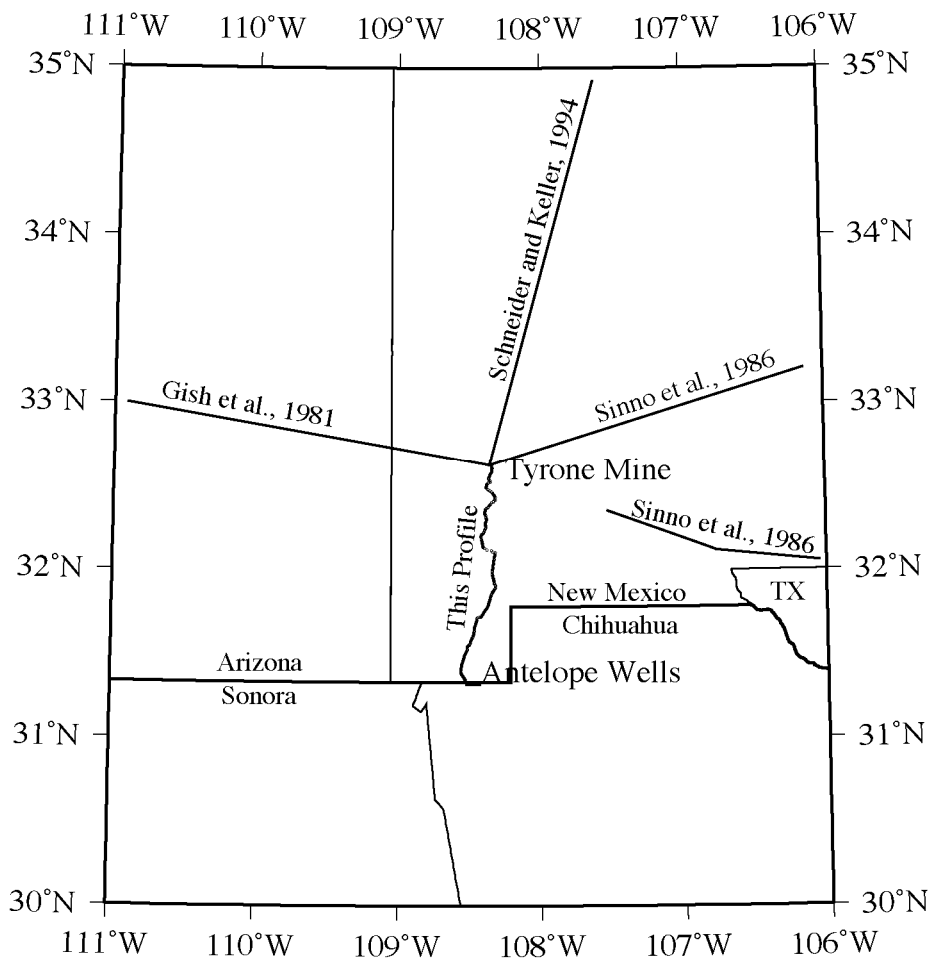 111˚W 110˚W 109˚W 108˚W 107˚W 106˚W
35˚N 35˚N
Schneider and Keller, 1994
34˚N 34˚N
33˚N 33˚N
Gish et al., 1981
Sinno et al., 1986
Tyrone Mine
This Profile
Sinno et al., 1986
32˚N 32˚N
New Mexico TX
Chihuahua
Arizona
Antelope Wells
Sonora
31˚N 31˚N
30˚N 30˚N
111˚W 110˚W 109˚W 108˚W 107˚W 106˚W